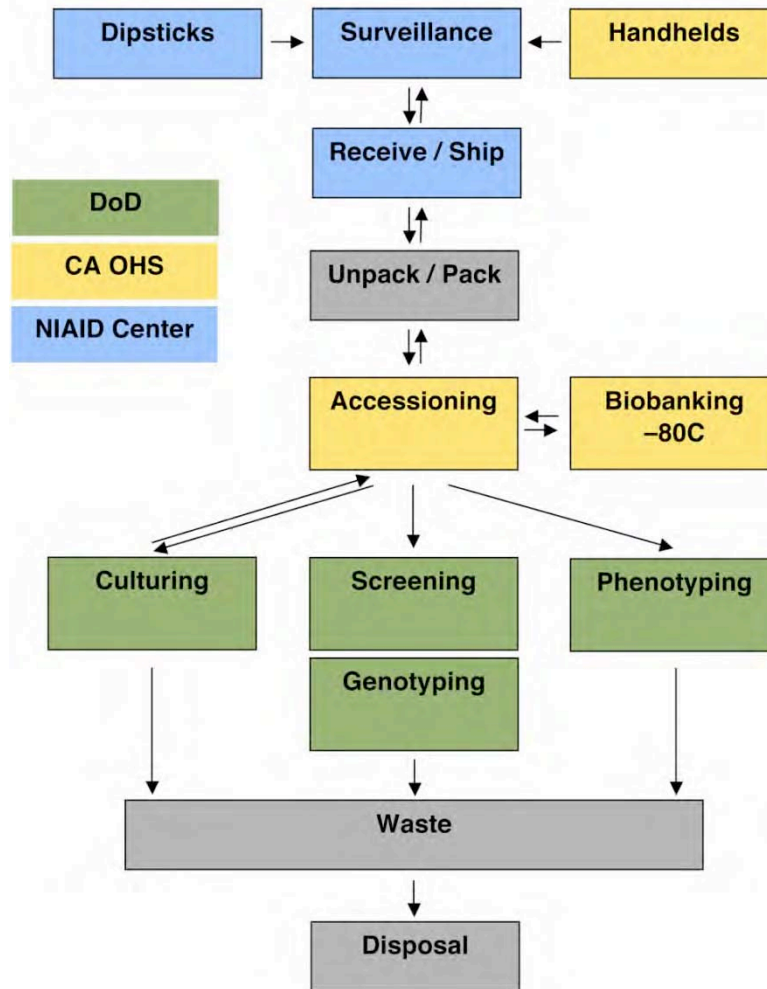 Dipsticks
Surveillance
Handhelds
Receive / Ship
DoD
CA OHS
NIAID Center
Unpack / Pack
Accessioning
Biobanking
–80C
Culturing
Screening
Phenotyping
Genotyping
Waste
Disposal